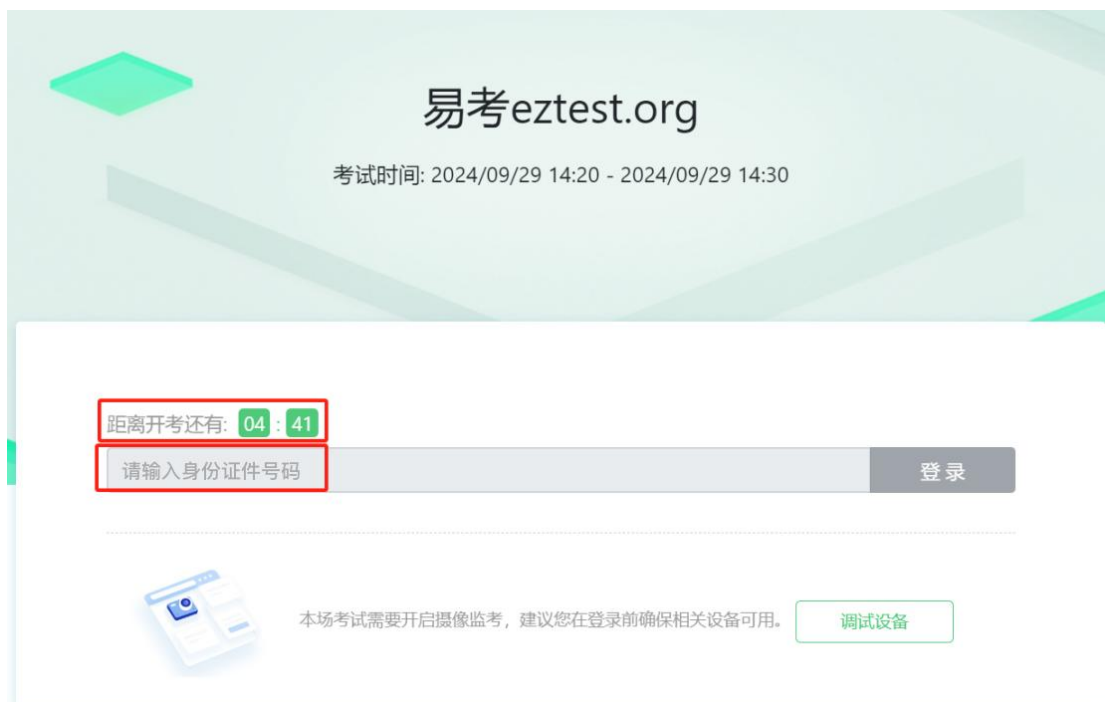 易考eztest.org
考试时间: 2024/09/29 14:20 - 2024/09/29 14:30
距离开考还有: 04 : 41
请输入身份证件号码 登录
本场考试需要开启摄像监考，建议您在登录前确保相关设备可用。 调试设备